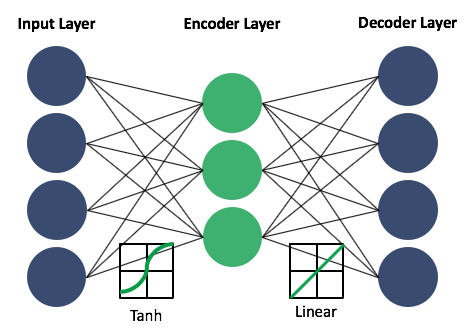 Input Layer
Encoder Layer
Decoder Layer
Tanh
Linear